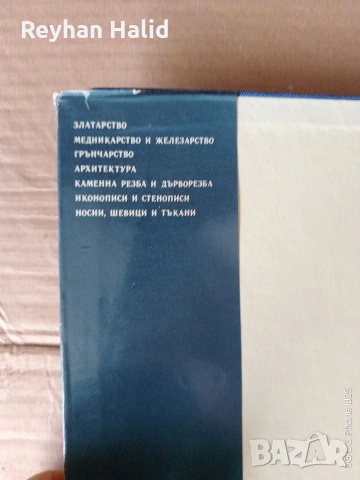 Reyhan Halid
ЗЛАТАРСТВО
МЕДНИКАРСТВО И ЖЕЛЕЗАРСТВО
ГРЪНЧАРСТВО
АРХИТЕКТУРА
КАМЕННА РЕЗБА И ДЪРВОРЕЗБА
ИКОНОПИСИ И СТЕНОПИСИ
НОСИИ, ШЕВИЦИ И ТЪКАНИ
BAZAR